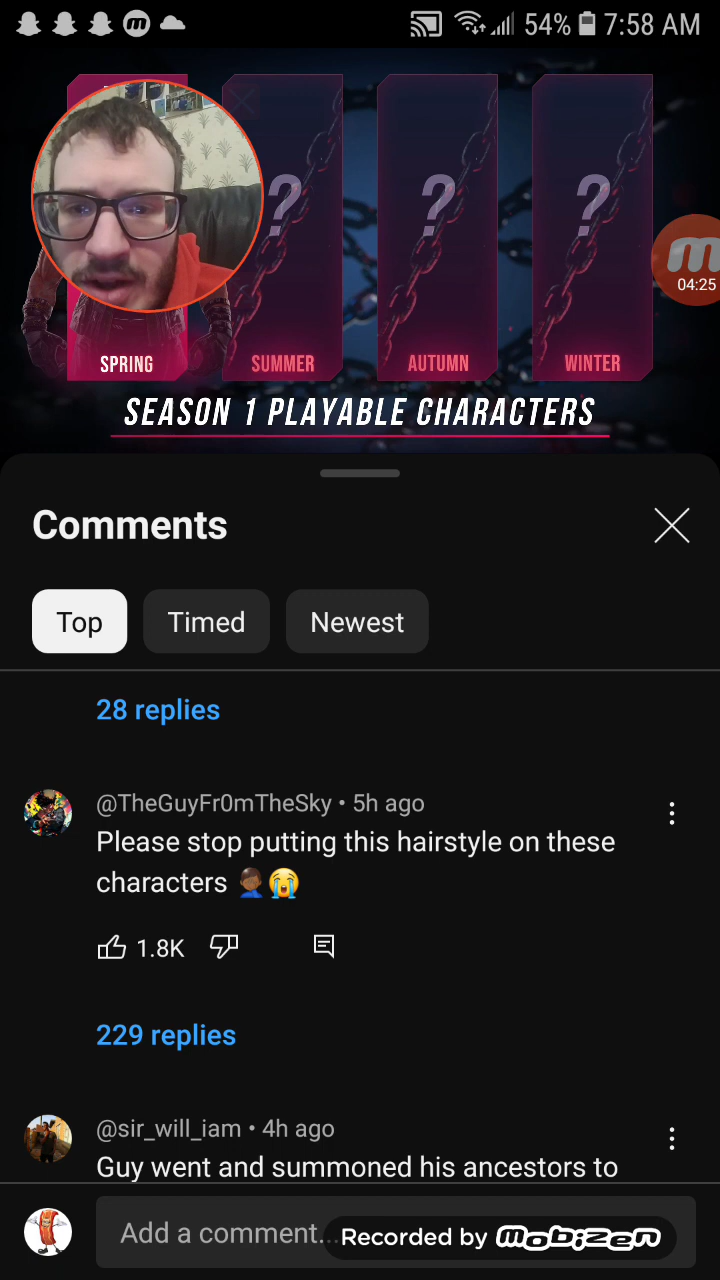 54% 7:58 AM
? ? ?
04:25
SPRING SUMMER AUTUMN WINTER
SEASON 1 PLAYABLE CHARACTERS
Comments
Top Timed Newest
28 replies
@TheGuyFr0mTheSky • 5h ago
Please stop putting this hairstyle on these
characters 🤦🏾‍♂️😭
1.8K
229 replies
@sir_will_iam • 4h ago
Guy went and summoned his ancestors to
Add a comment... Recorded by mobizen